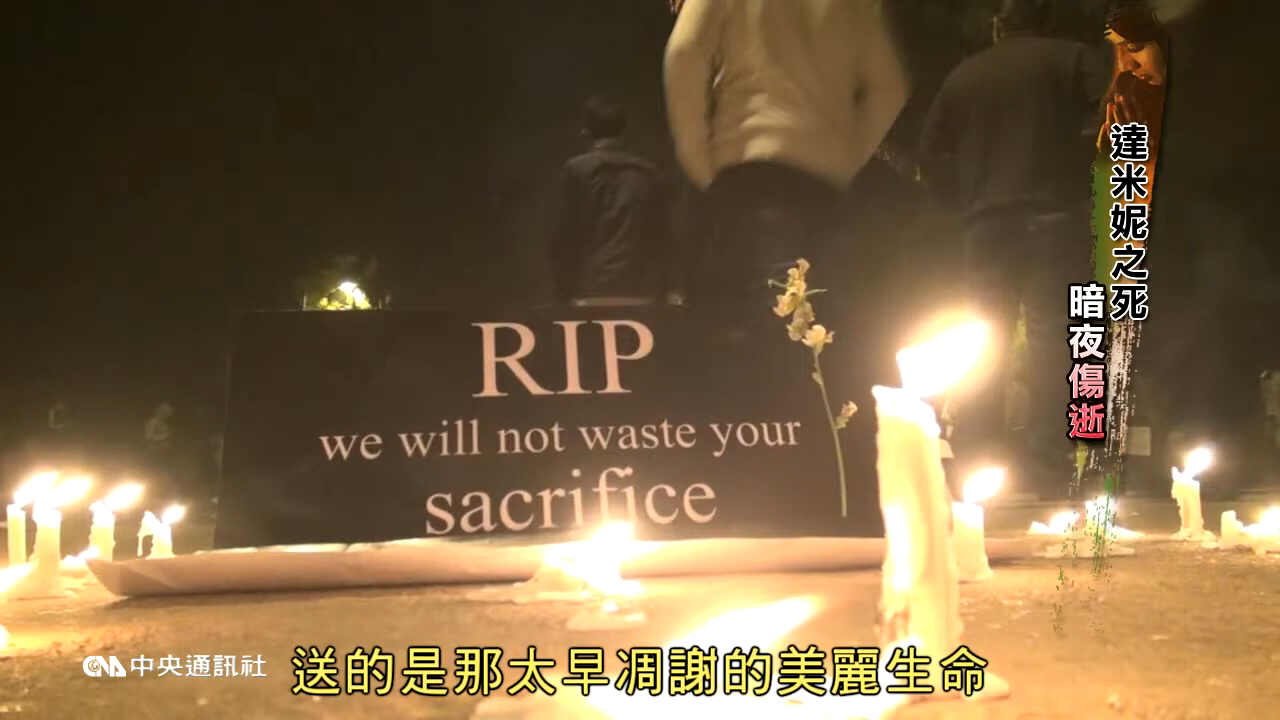 RIP
we will not waste your
sacrifice
達米妮之死
暗夜傷逝
CNA 中央通訊社
送的是那太早凋謝的美麗生命